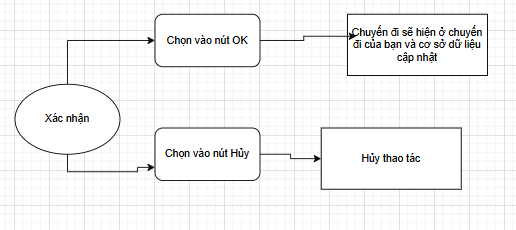 Chọn vào nút OK
Chuyến đi sẽ hiện ở chuyến
đi của bạn và cơ sở dữ liệu
cập nhật
Xác nhận
Chọn vào nút Hủy
Hủy thao tác